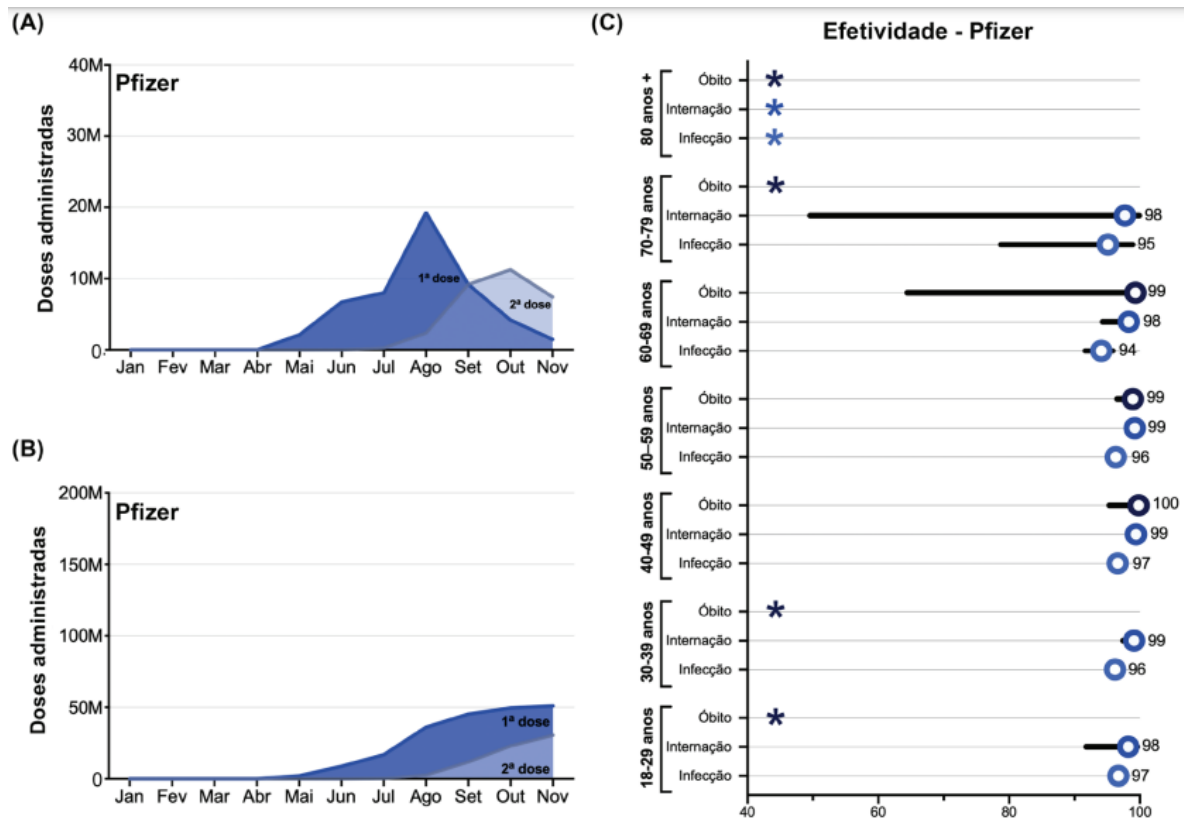 (A)
Pfizer
Doses administradas
40M
30M
20M
10M
0
1ª dose
2ª dose
Jan Fev Mar Abr Mai Jun Jul Ago Set Out Nov
(B)
Pfizer
Doses administradas
200M
150M
100M
50M
0
1ª dose
2ª dose
Jan Fev Mar Abr Mai Jun Jul Ago Set Out Nov
(C)
Efetividade - Pfizer
80 anos +
Óbito *
Internação *
Infecção *
70-79 anos
Óbito *
Internação 98
Infecção 95
60-69 anos
Óbito 99
Internação 98
Infecção 94
50–59 anos
Óbito 99
Internação 99
Infecção 96
40-49 anos
Óbito 100
Internação 99
Infecção 97
30-39 anos
Óbito *
Internação 99
Infecção 96
18-29 anos
Óbito *
Internação 98
Infecção 97
40 60 80 100